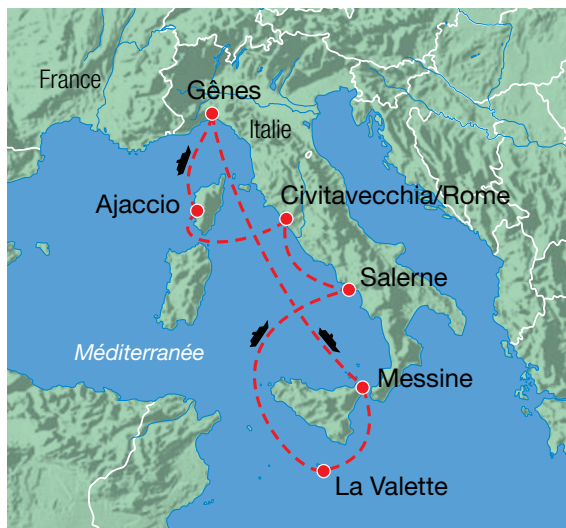 France
Gênes
Italie
Ajaccio
Civitavecchia/Rome
Salerne
Méditerranée
Messine
La Valette